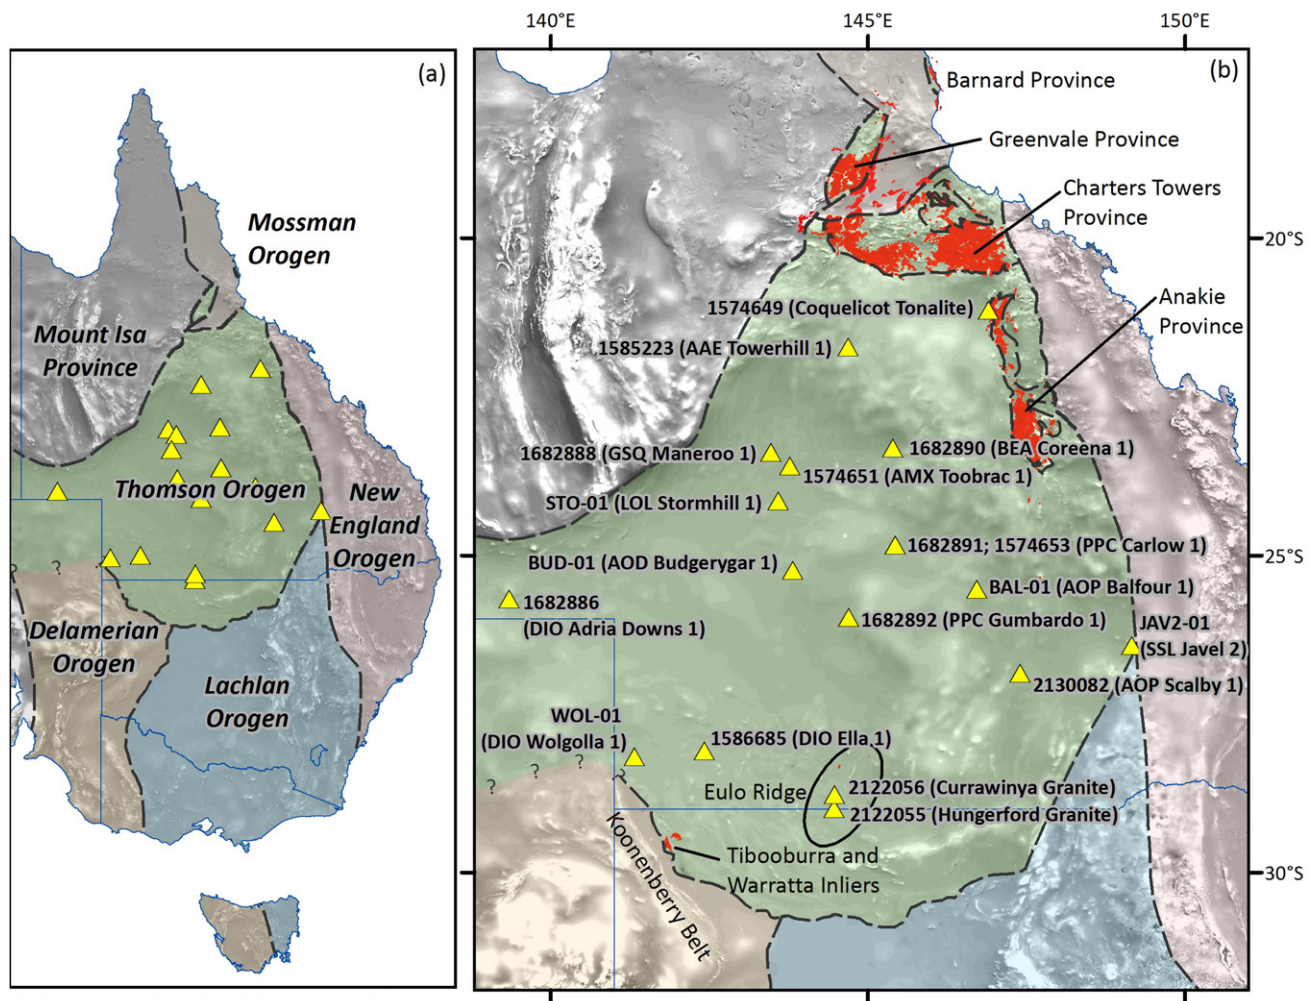 140°E
145°E
150°E
(a)
Mossman
Orogen
Mount Isa
Province
Thomson Orogen
New
England
Orogen
?
?
Delamerian
Orogen
Lachlan
Orogen
(b)
Barnard Province
Greenvale Province
Charters Towers
Province
20°S
1574649 (Coquelicot Tonalite)
Anakie
Province
1585223 (AAE Towerhill 1)
1682888 (GSQ Maneroo 1)
1682890 (BEA Coreena 1)
1574651 (AMX Toobrac 1)
STO-01 (LOL Stormhill 1)
1682891; 1574653 (PPC Carlow 1)
25°S
BUD-01 (AOD Budgerygar 1)
BAL-01 (AOP Balfour 1)
1682886
(DIO Adria Downs 1)
1682892 (PPC Gumbardo 1)
JAV2-01
(SSL Javel 2)
2130082 (AOP Scalby 1)
WOL-01
(DIO Wolgolla 1)
1586685 (DIO Ella 1)
?
?
?
?
Eulo Ridge
2122056 (Currawinya Granite)
2122055 (Hungerford Granite)
Koonenberry Belt
Tibooburra and
Warratta Inliers
30°S